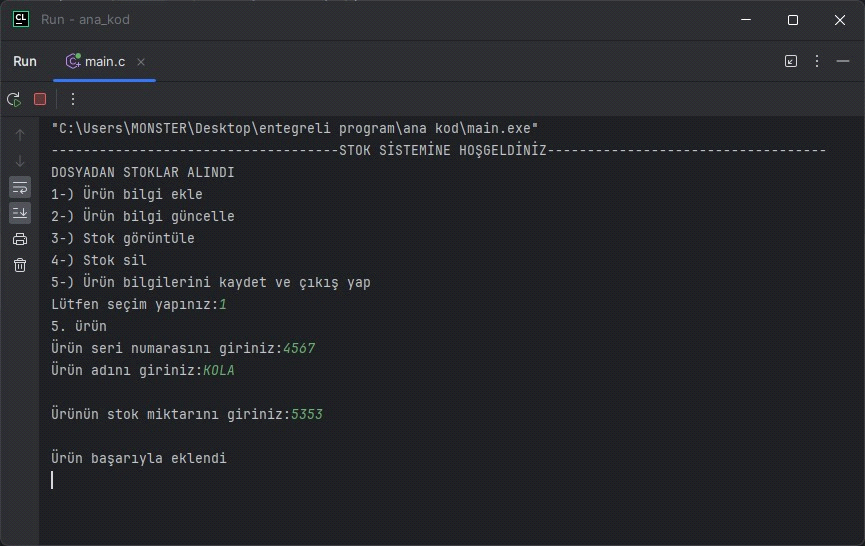 CL Run - ana_kod
Run main.c
"C:\Users\MONSTER\Desktop\entegreli program\ana kod\main.exe"
------------------------------------STOK SİSTEMİNE HOŞGELDİNİZ-----------------------------------
DOSYADAN STOKLAR ALINDI
1-) Ürün bilgi ekle
2-) Ürün bilgi güncelle
3-) Stok görüntüle
4-) Stok sil
5-) Ürün bilgilerini kaydet ve çıkış yap
Lütfen seçim yapınız:1
5. ürün
Ürün seri numarasını giriniz:4567
Ürün adını giriniz:KOLA
Ürünün stok miktarını giriniz:5353
Ürün başarıyla eklendi